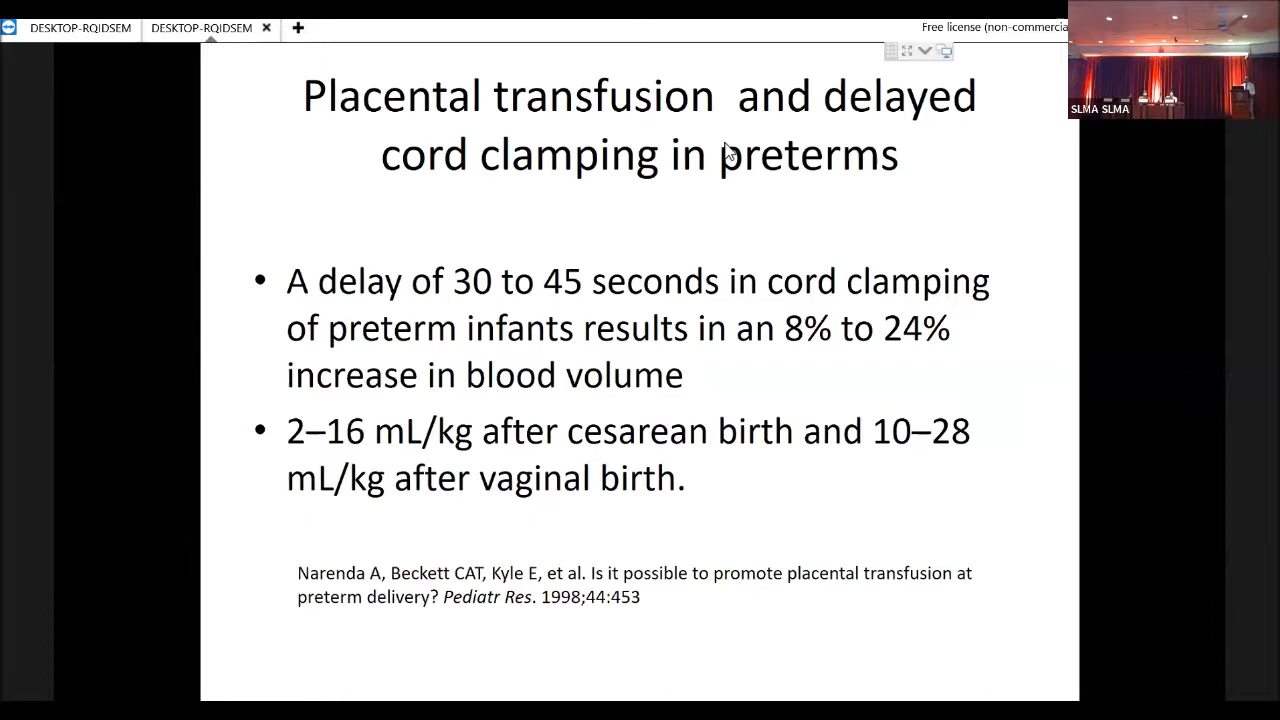 DESKTOP-RQIDSEM DESKTOP-RQIDSEM × + Free license (non-commercia
SLMA SLMA
Placental transfusion and delayed
cord clamping in preterms
• A delay of 30 to 45 seconds in cord clamping
of preterm infants results in an 8% to 24%
increase in blood volume
• 2–16 mL/kg after cesarean birth and 10–28
mL/kg after vaginal birth.
Narenda A, Beckett CAT, Kyle E, et al. Is it possible to promote placental transfusion at
preterm delivery? Pediatr Res. 1998;44:453